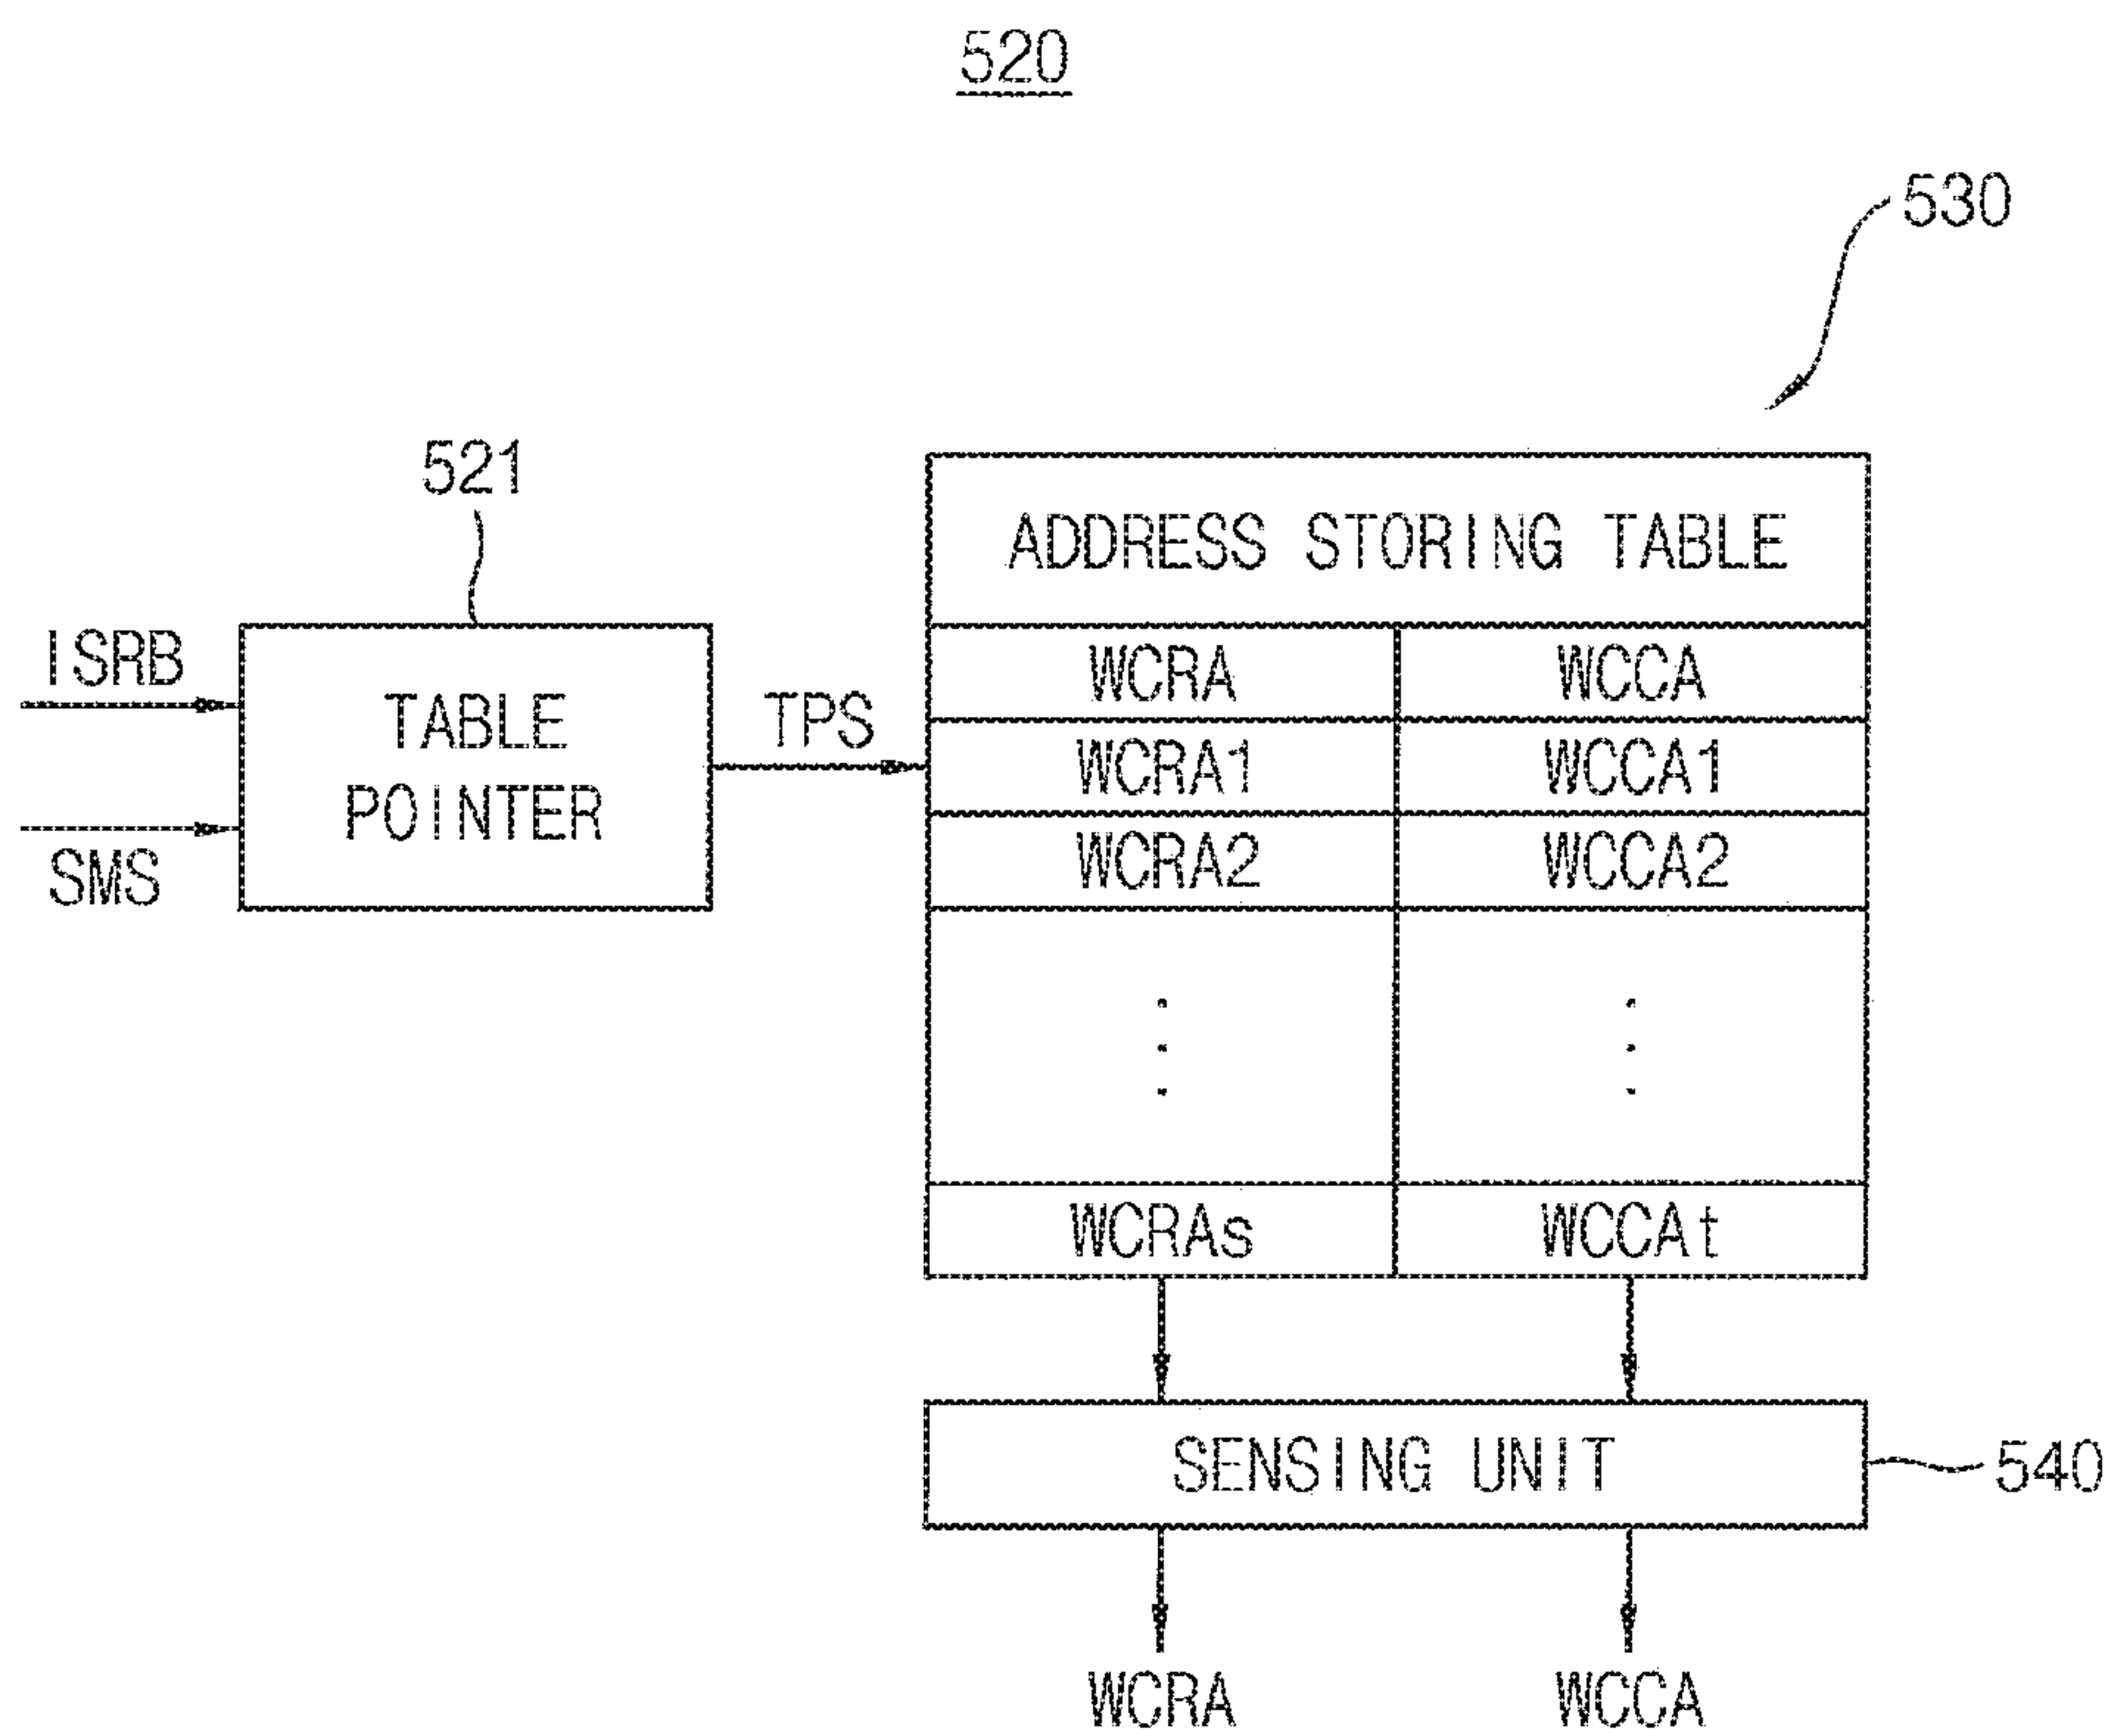 520
530
521
ADDRESS STORING TABLE
ISRB
SMS
TABLE
POINTER
TPS
WCRA WCCA
WCRA1 WCCA1
WCRA2 WCCA2
WCRAs WCCAt
SENSING UNIT
540
WCRA WCCA